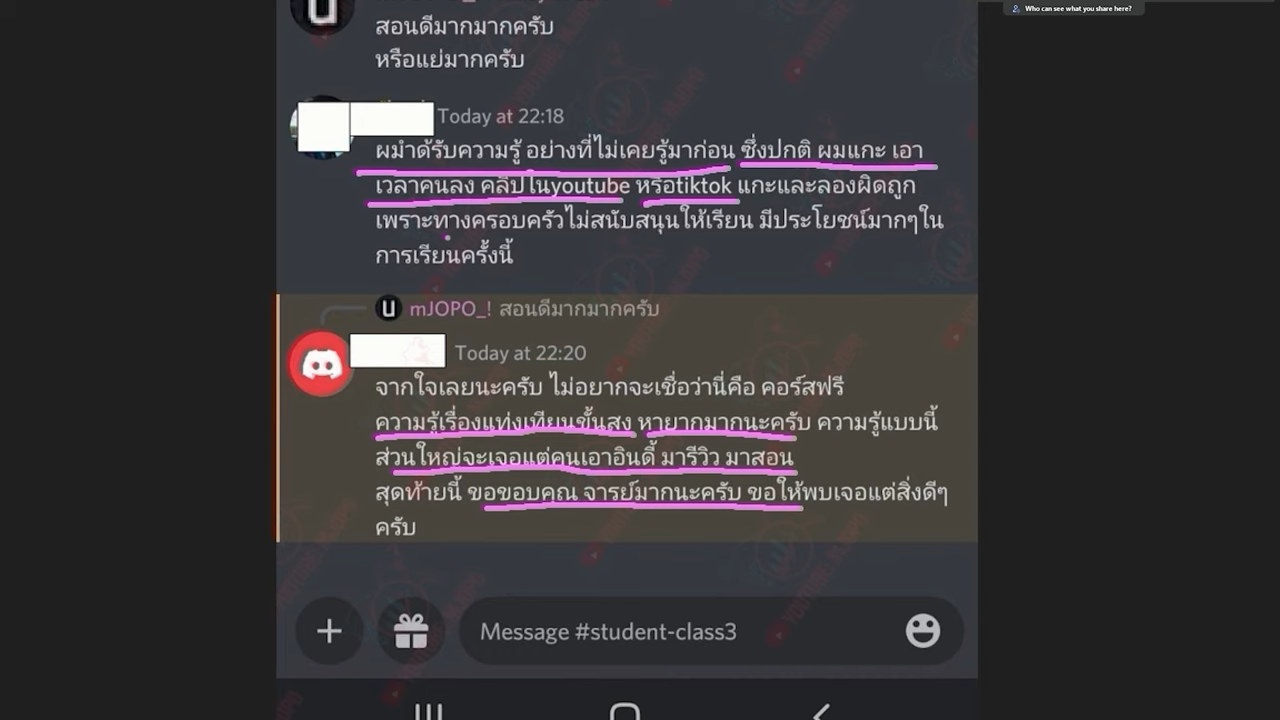 Who can see what you share here?
สอนดีมากมากครับ
หรือแย่มากครับ
Today at 22:18
ผมำด้รับความรู้ อย่างที่ไม่เคยรู้มาก่อน ซึ่งปกติ ผมแกะ เอา
เวลาคนลง คลิปในyoutube หรือtiktok แกะและลองผิดถูก
เพราะทางครอบครัวไม่สนับสนุนให้เรียน มีประโยชน์มากๆใน
การเรียนครั้งนี้
mJOPO_! สอนดีมากมากครับ
Today at 22:20
จากใจเลยนะครับ ไม่อยากจะเชื่อว่านี่คือ คอร์สฟรี
ความรู้เรื่องแท่งเทียนขั้นสูง หายากมากนะครับ ความรู้แบบนี้
ส่วนใหญ่จะเจอแต่คนเอาอินดี้ มารีวิว มาสอน
สุดท้ายนี้ ขอขอบคุณ จารย์มากนะครับ ขอให้พบเจอแต่สิ่งดีๆ
ครับ
Message #student-class3